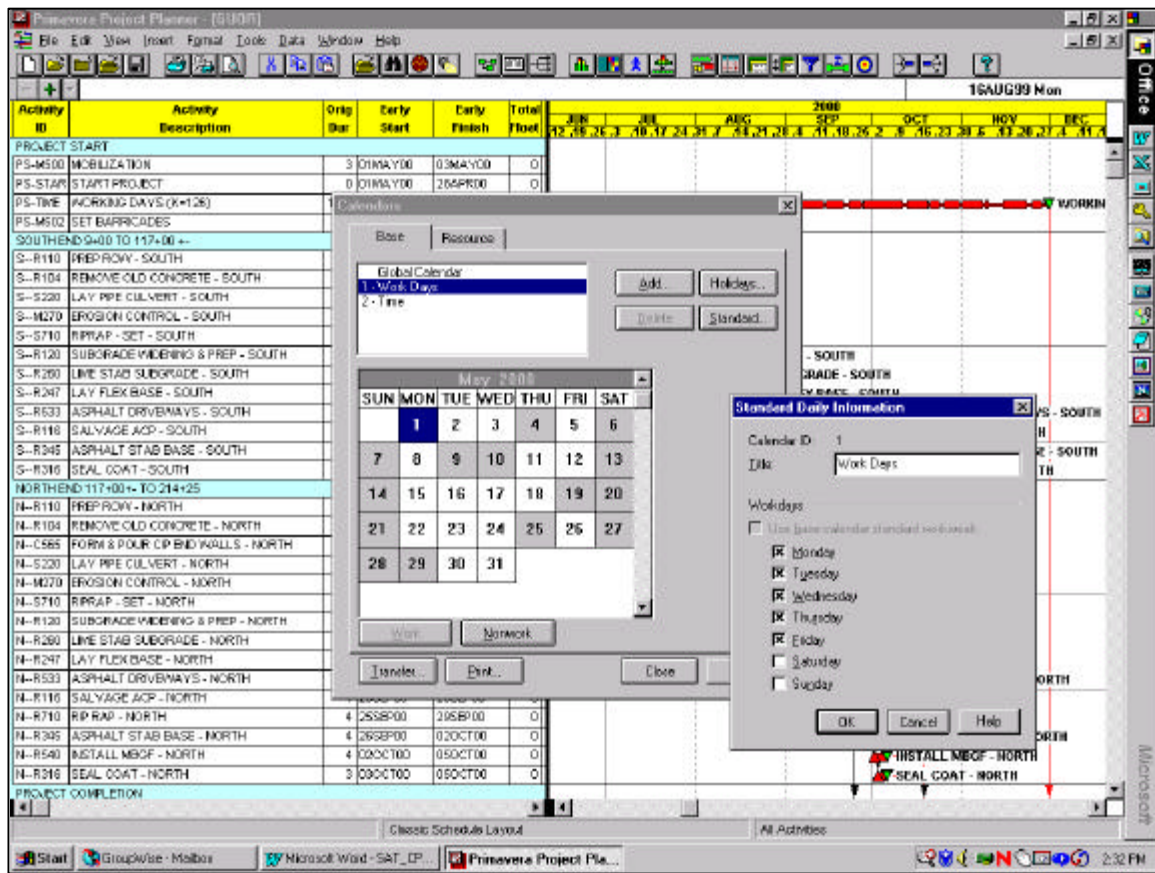 Primavera Project Planner - [GUOR]
File Edit View Insert Format Tools Data Window Help
16AUG99 Mon
Activity ID Activity Description Orig Dur Early Start Early Finish Total Float
2000
JUN JUL AUG SEP OCT NOV DEC
PROJECT START
PS-M500 MOBILIZATION 3 01MAY00 03MAY00 0
PS-STAR START PROJECT 0 01MAY00 28APR00 0
PS-TIME WORKING DAYS (K=126) WORKIN
PS-M502 SET BARRICADES
SOUTH END 9+00 TO 117+00 +-
S--R110 PREP ROW - SOUTH
S--R104 REMOVE OLD CONCRETE - SOUTH
S--S220 LAY PIPE CULVERT - SOUTH
S--M270 EROSION CONTROL - SOUTH
S--S710 RIPRAP - SET - SOUTH
S--R120 SUBGRADE WIDENING & PREP - SOUTH - SOUTH
S--R260 LIME STAB SUBGRADE - SOUTH GRADE - SOUTH
S--R247 LAY FLEX BASE - SOUTH
S--R533 ASPHALT DRIVEWAYS - SOUTH YS - SOUTH
S--R116 SALVAGE ACP - SOUTH H
S--R345 ASPHALT STAB BASE - SOUTH - SOUTH
S--R316 SEAL COAT - SOUTH TH
NORTH END 117+00+- TO 214+25
N--R110 PREP ROW - NORTH
N--R104 REMOVE OLD CONCRETE - NORTH
N--C565 FORM & POUR CIP END WALLS - NORTH
N--S220 LAY PIPE CULVERT - NORTH
N--M270 EROSION CONTROL - NORTH
N--S710 RIPRAP - SET - NORTH
N--R120 SUBGRADE WIDENING & PREP - NORTH
N--R260 LIME STAB SUBGRADE - NORTH
N--R247 LAY FLEX BASE - NORTH
N--R533 ASPHALT DRIVEWAYS - NORTH ORTH
N--R116 SALVAGE ACP - NORTH
N--R710 RIP RAP - NORTH 4 25SEP00 29SEP00 0
N--R345 ASPHALT STAB BASE - NORTH 4 26SEP00 02OCT00 0 ORTH
N--R540 INSTALL MBGF - NORTH 4 02OCT00 05OCT00 0 INSTALL MBGF - NORTH
N--R316 SEAL COAT - NORTH 3 03OCT00 05OCT00 0 SEAL COAT - NORTH
PROJECT COMPLETION
Calendars
Base Resource
Global Calendar
1 - Work Days
2 - Time
Add... Holidays...
Delete Standard...
May 2000
SUN MON TUE WED THU FRI SAT
1 2 3 4 5 6
7 8 9 10 11 12 13
14 15 16 17 18 19 20
21 22 23 24 25 26 27
28 29 30 31
Work Nonwork
Transfer... Print... Close
Standard Daily Information
Calendar ID: 1
Title: Work Days
Workdays
Use base calendar standard workweek
Monday
Tuesday
Wednesday
Thursday
Friday
Saturday
Sunday
OK Cancel Help
Classic Schedule Layout All Activities
Start GroupWise - Mailbox Microsoft Word - SAT_CP... Primavera Project Pla... 2:32 PM
Office
Microsoft